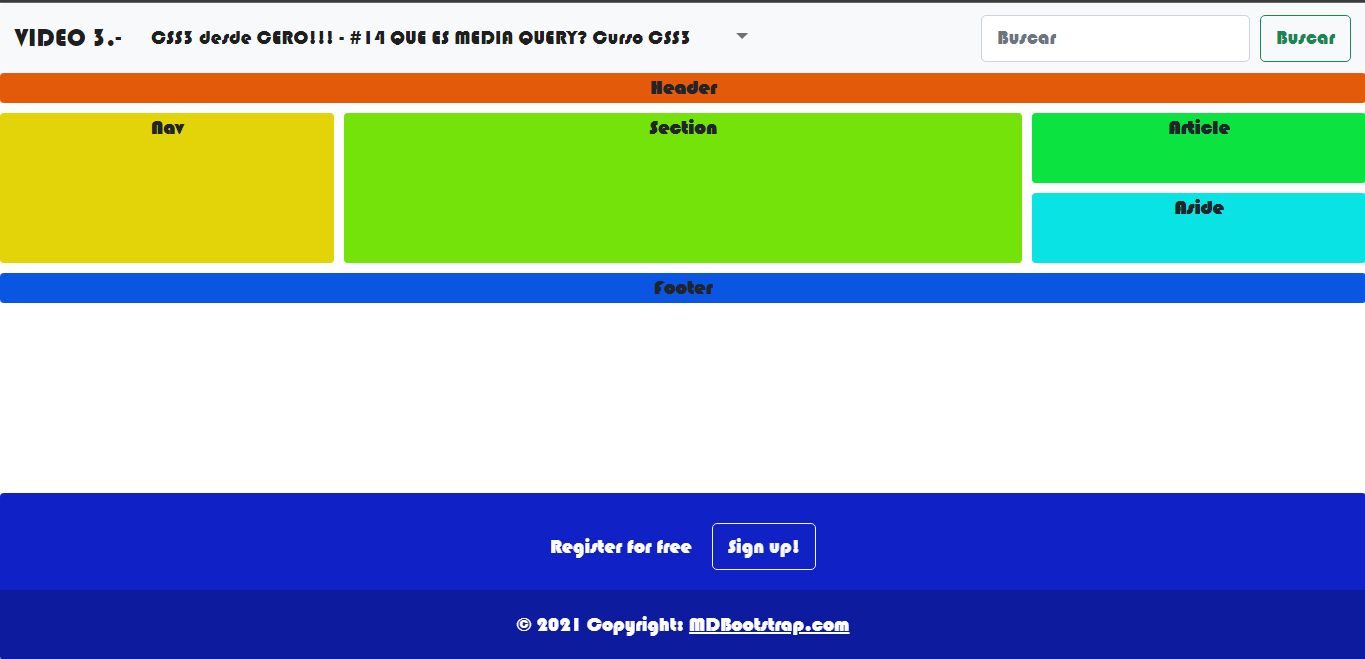 VIDEO 3.- CSS3 desde CERO!!! - #14 QUE ES MEDIA QUERY? Curso CSS3 Buscar Buscar
Header
Nav Section Article
Aside
Footer
Register for free Sign up!
© 2021 Copyright: MDBootstrap.com